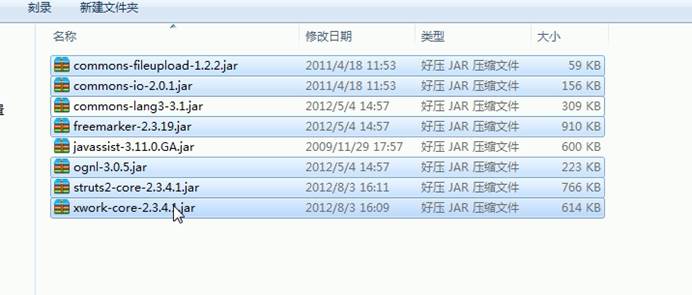 刻录 新建文件夹
名称 修改日期 类型 大小
commons-fileupload-1.2.2.jar 2011/4/18 11:53 好压 JAR 压缩文件 59 KB
commons-io-2.0.1.jar 2011/4/18 11:53 好压 JAR 压缩文件 156 KB
commons-lang3-3.1.jar 2012/5/4 14:57 好压 JAR 压缩文件 309 KB
freemarker-2.3.19.jar 2012/5/4 14:57 好压 JAR 压缩文件 910 KB
javassist-3.11.0.GA.jar 2009/11/29 17:57 好压 JAR 压缩文件 600 KB
ognl-3.0.5.jar 2012/5/4 14:57 好压 JAR 压缩文件 223 KB
struts2-core-2.3.4.1.jar 2012/8/3 16:11 好压 JAR 压缩文件 766 KB
xwork-core-2.3.4.1.jar 2012/8/3 16:09 好压 JAR 压缩文件 614 KB